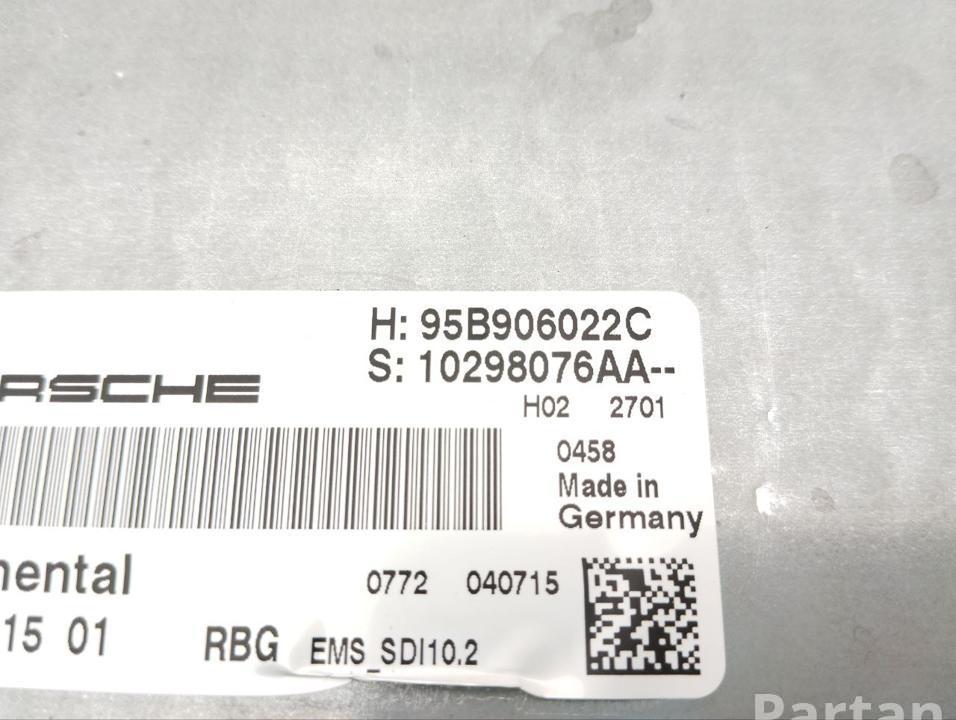 H: 95B906022C
S: 10298076AA--
RSCHE
H02 2701
0458
Made in
Germany
nental
0772 040715
15 01
RBG EMS_SDI10.2
Partan